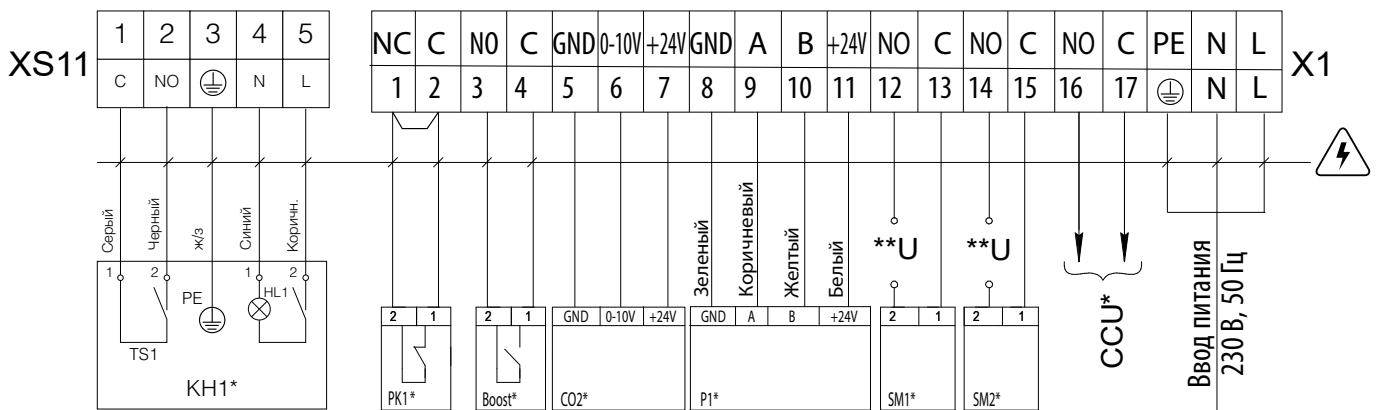 XS11
1 2 3 4 5
C NO N L
NC C NO C GND 0-10V +24V GND A B +24V NO C NO C NO C PE N L
1 2 3 4 5 6 7 8 9 10 11 12 13 14 15 16 17 N L
X1
Серый
Черный
ж/з
Синий
Коричн.
1 2 PE 1 HL1 2
TS1
KH1*
Зеленый
Коричневый
Желтый
Белый
**U
**U
CCU*
Ввод питания
230 В, 50 Гц
2 1
PK1*
2 1
Boost*
GND 0-10V +24V
CO2*
GND A B +24V
P1*
2 1
SM1*
2 1
SM2*